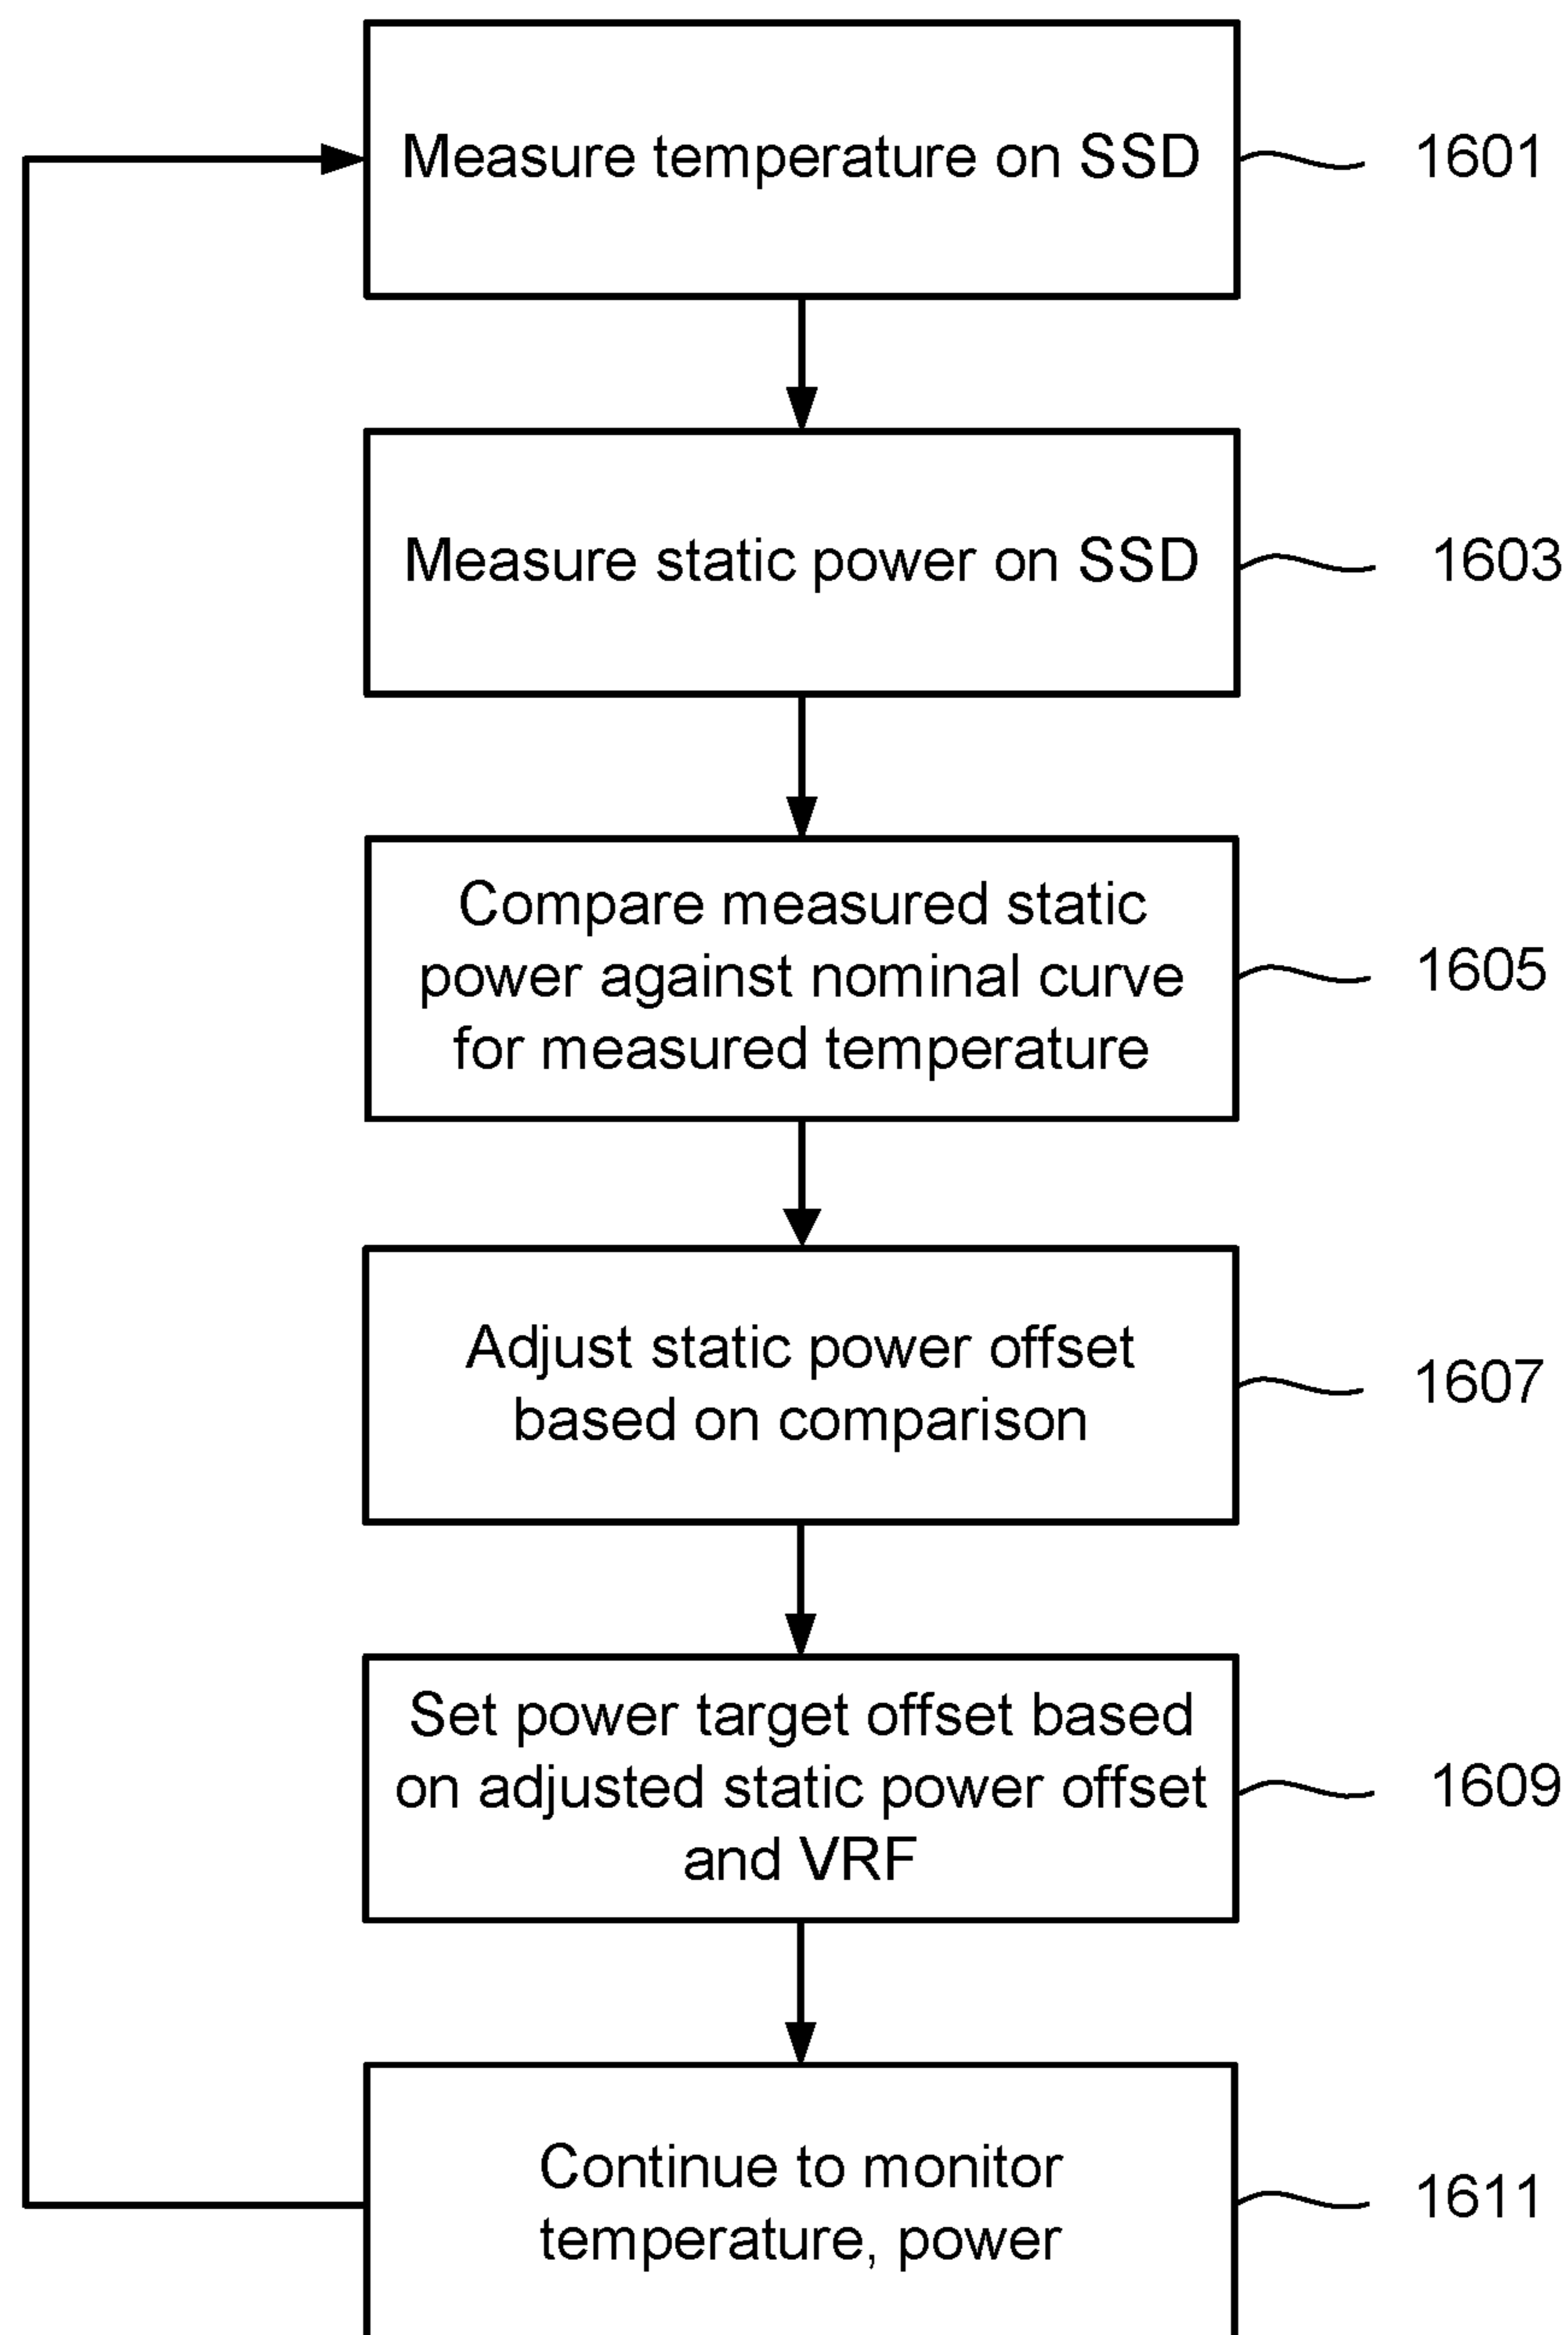 Measure temperature on SSD
1601
Measure static power on SSD
1603
Compare measured static
power against nominal curve
for measured temperature
1605
Adjust static power offset
based on comparison
1607
Set power target offset based
on adjusted static power offset
and VRF
1609
Continue to monitor
temperature, power
1611